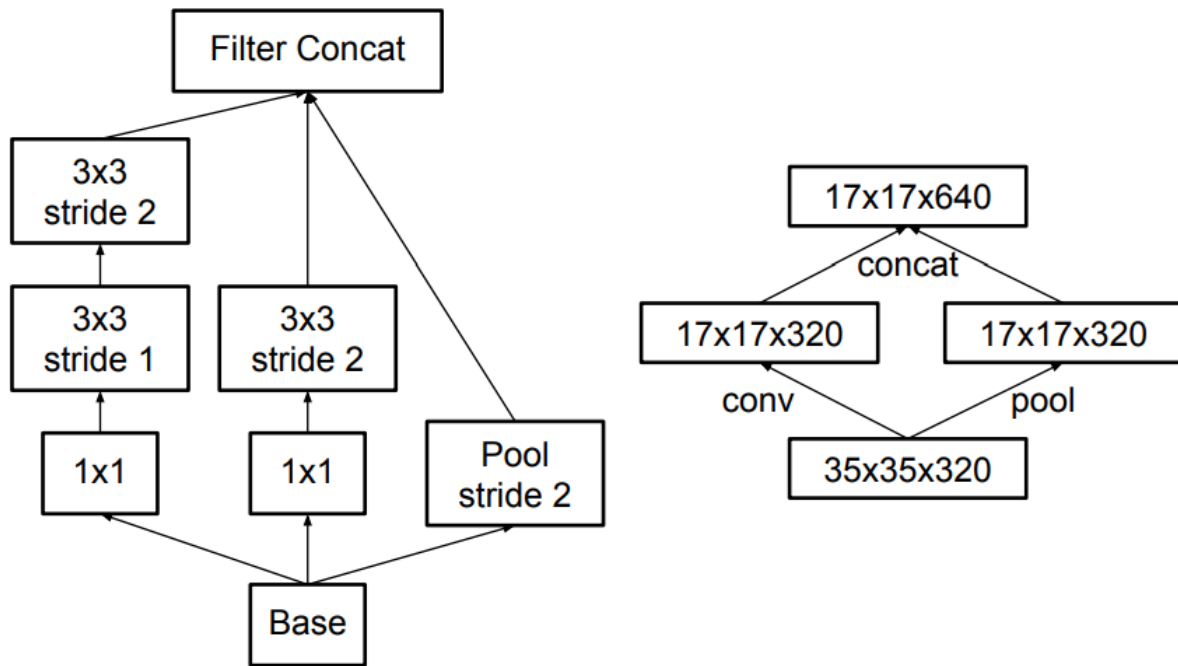 Filter Concat
3x3
stride 2
3x3
stride 1
3x3
stride 2
1x1
1x1
Pool
stride 2
Base
17x17x640
concat
17x17x320
17x17x320
conv
pool
35x35x320